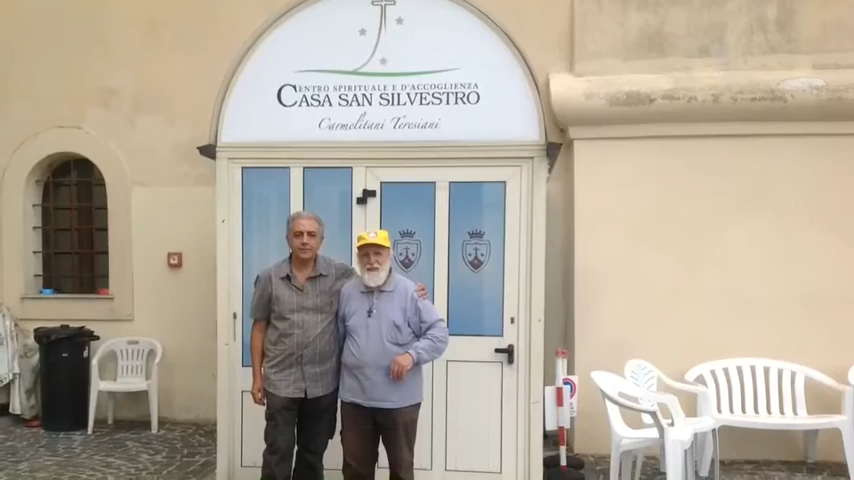 CENTRO SPIRITUALE E D'ACCOGLIENZA
CASA SAN SILVESTRO
Carmelitani Teresiani